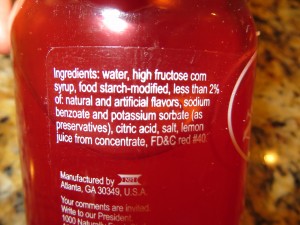 Ingredients: water, high fructose corn
syrup, food starch-modified, less than 2%
of: natural and artificial flavors, sodium
benzoate and potassium sorbate (as
preservatives), citric acid, salt, lemon
juice from concentrate, FD&C red #40.
Manufactured by
Atlanta, GA 30349, U.S.A.
Your comments are invited.
Write to our President,
1000 Naturally